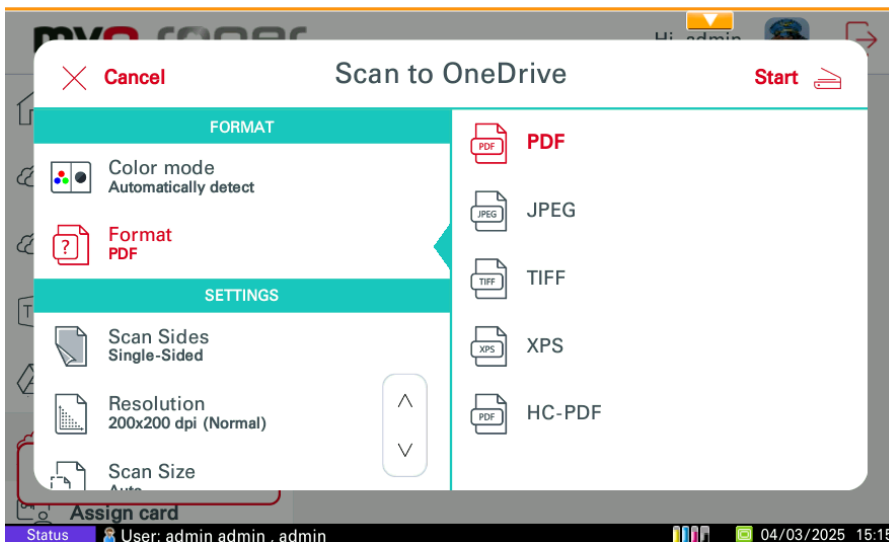 Hi, admin
Cancel
Scan to OneDrive
Start
FORMAT
Color mode
Automatically detect
Format
PDF
SETTINGS
Scan Sides
Single-Sided
Resolution
200x200 dpi (Normal)
Scan Size
Auto
PDF
PDF
JPEG
JPEG
TIFF
TIFF
XPS
XPS
PDF
HC-PDF
Assign card
Status
User: admin admin , admin
04/03/2025 15:15